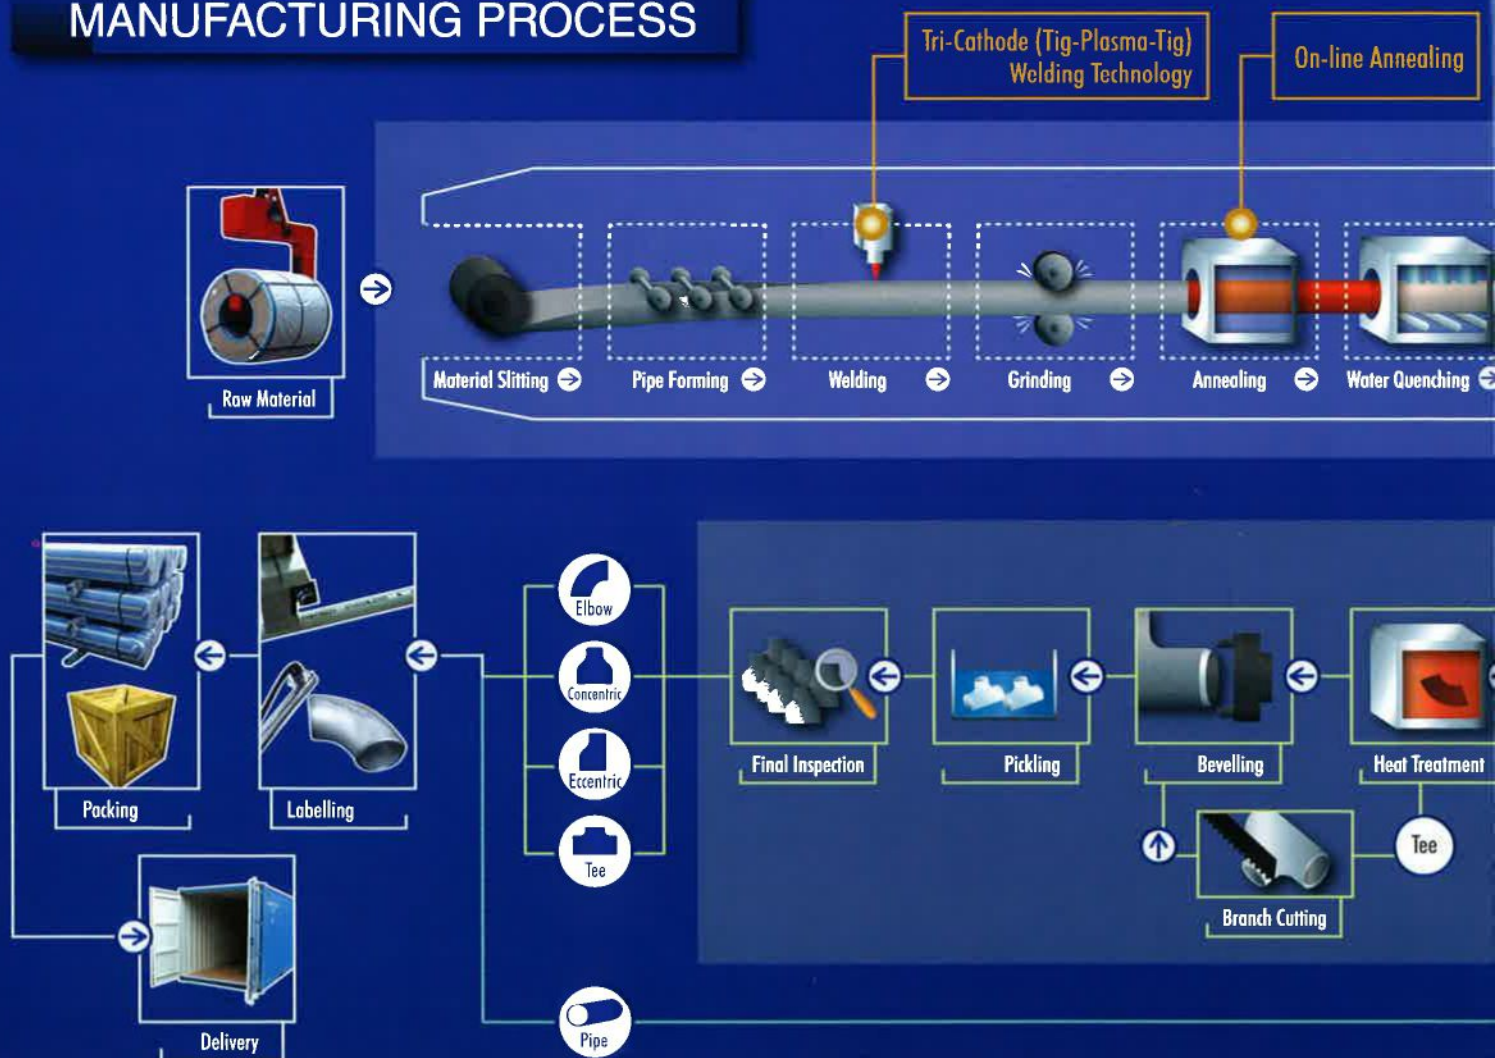 MANUFACTURING PROCESS
Tri-Cathode (Tig-Plasma-Tig)
Welding Technology
On-line Annealing
Raw Material
Material Slitting
Pipe Forming
Welding
Grinding
Annealing
Water Quenching
Elbow
Concentric
Eccentric
Tee
Final Inspection
Pickling
Bevelling
Heat Treatment
Tee
Branch Cutting
Packing
Labelling
Delivery
Pipe